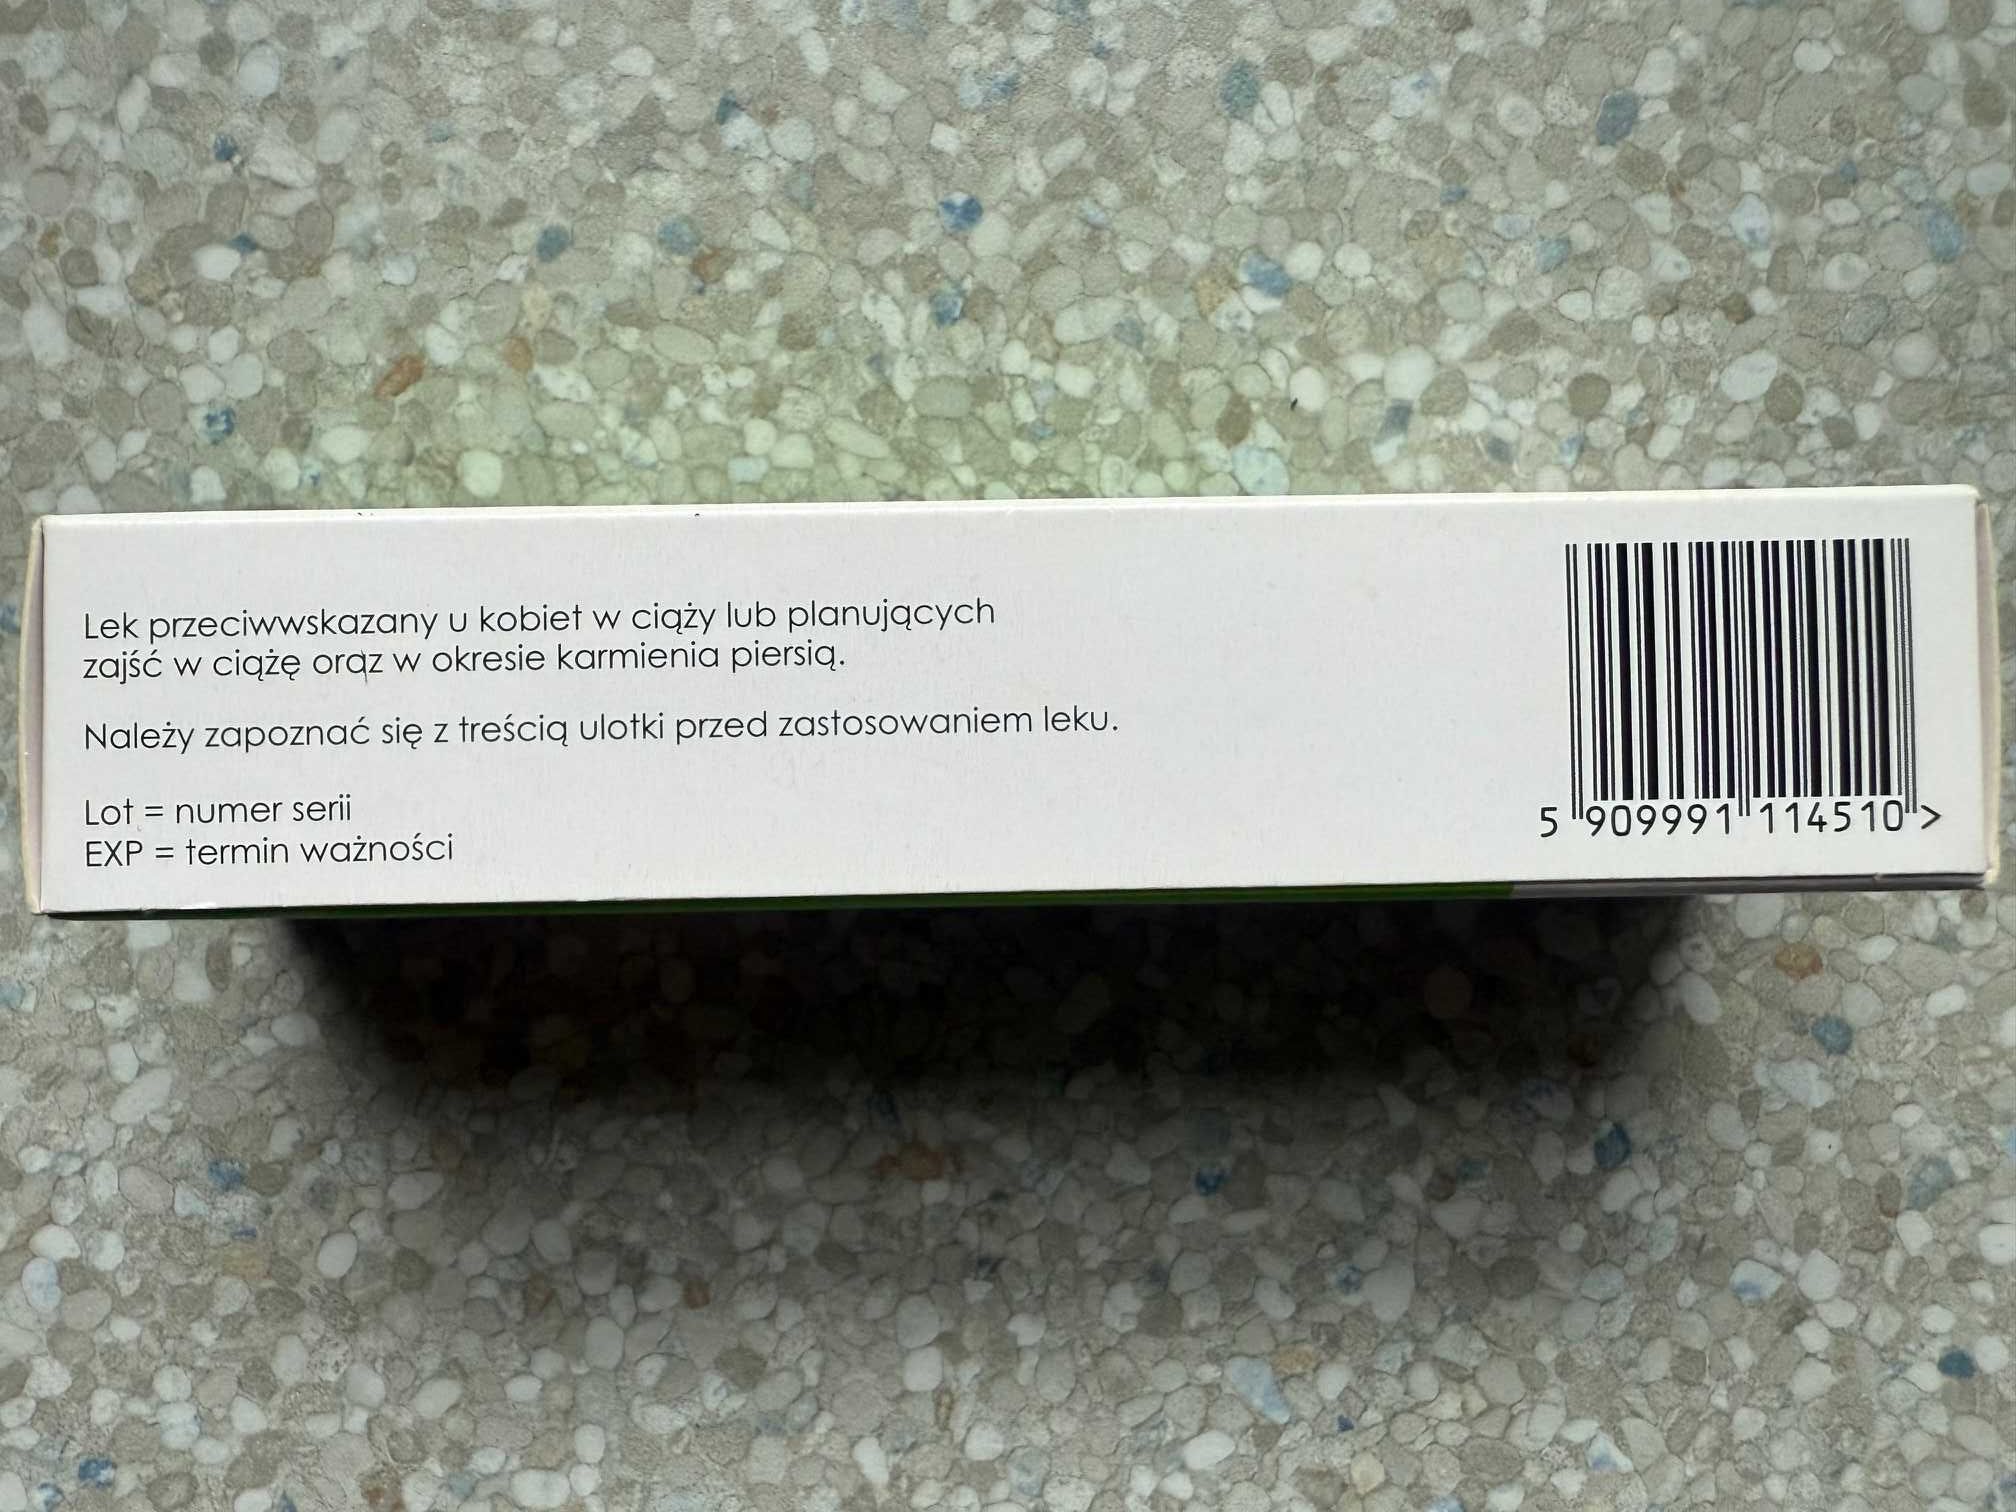 Lek przeciwwskazany u kobiet w ciąży lub planujących
zajść w ciążę orąz w okresie karmienia piersią.
Należy zapoznać się z treścią ulotki przed zastosowaniem leku.
Lot = numer serii
EXP = termin ważności
5 909991 114510 >